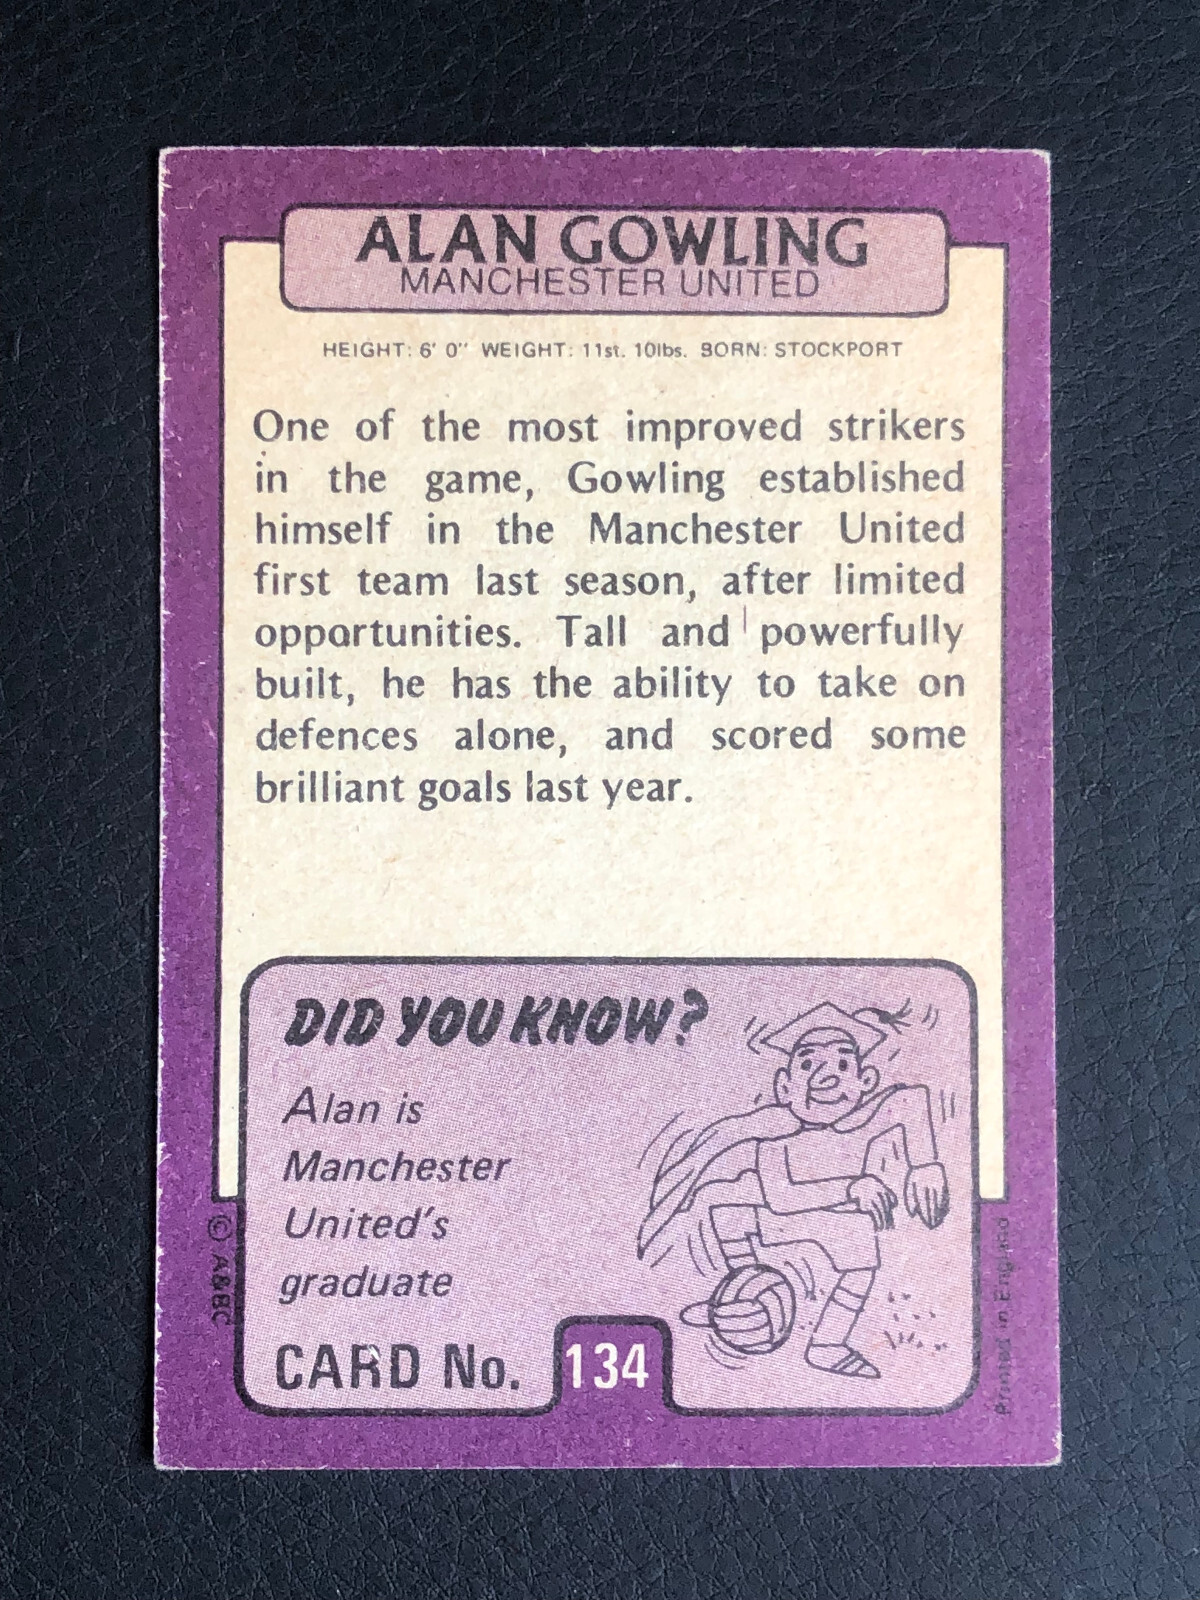 ALAN GOWLING
MANCHESTER UNITED
HEIGHT: 6' 0" WEIGHT: 11st. 10lbs. BORN: STOCKPORT
One of the most improved strikers
in the game, Gowling established
himself in the Manchester United
first team last season, after limited
opportunities. Tall and powerfully
built, he has the ability to take on
defences alone, and scored some
brilliant goals last year.
DID YOU KNOW?
Alan is
Manchester
United's
graduate
CARD No. 134
© A&BC
Printed in England